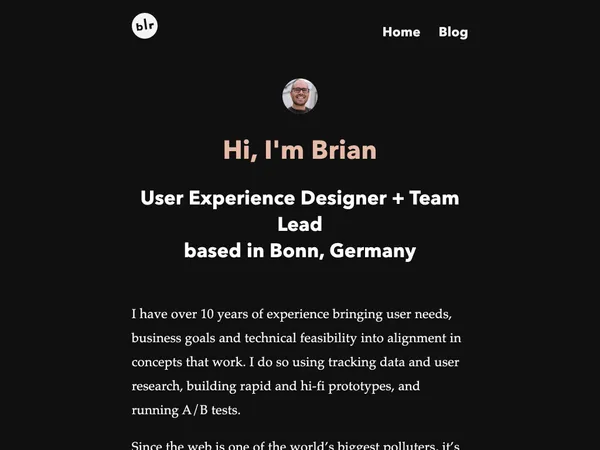 blr
Home Blog
Hi, I'm Brian
User Experience Designer + Team
Lead
based in Bonn, Germany
I have over 10 years of experience bringing user needs,
business goals and technical feasibility into alignment in
concepts that work. I do so using tracking data and user
research, building rapid and hi-fi prototypes, and
running A/B tests.
Since the web is one of the world’s biggest polluters, it’s